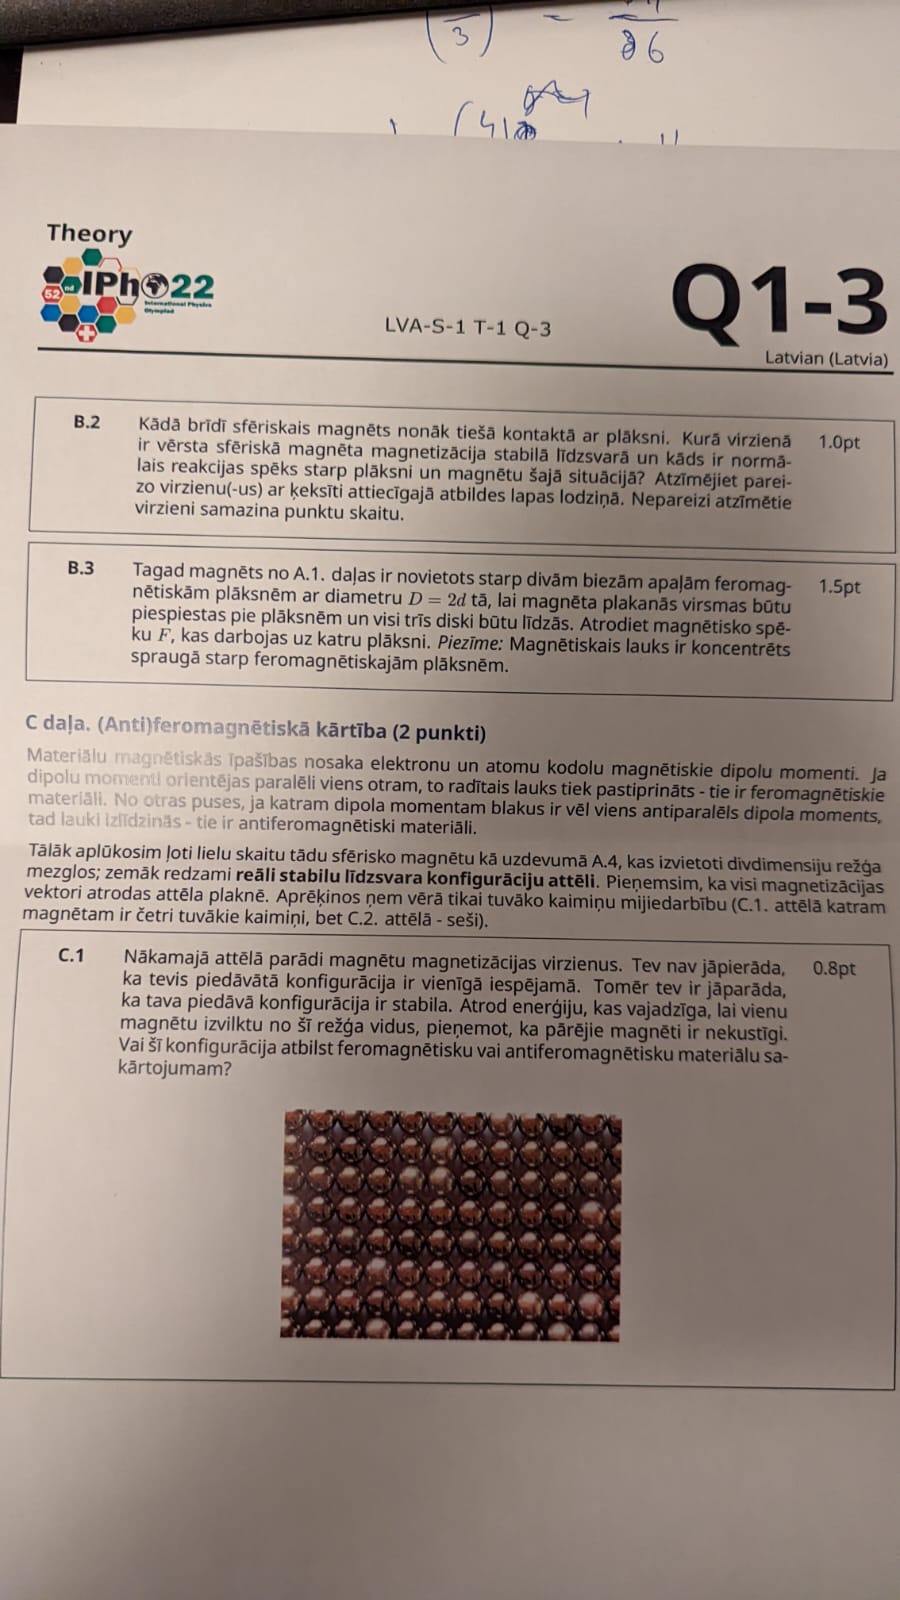 3
86
Theory
52
nd
IPhO22
International Physics
Olympiad
LVA-S-1 T-1 Q-3
Q1-3
Latvian (Latvia)
B.2 Kādā brīdī sfēriskais magnēts nonāk tiešā kontaktā ar plāksni. Kurā virzienā 1.0pt
ir vērsta sfēriskā magnēta magnetizācija stabilā līdzsvarā un kāds ir normā-
lais reakcijas spēks starp plāksni un magnētu šajā situācijā? Atzīmējiet parei-
zo virzienu(-us) ar ķeksīti attiecīgajā atbildes lapas lodziņā. Nepareizi atzīmētie
virzieni samazina punktu skaitu.
B.3 Tagad magnēts no A.1. daļas ir novietots starp divām biezām apaļām feromag- 1.5pt
nētiskām plāksnēm ar diametru D = 2d tā, lai magnēta plakanās virsmas būtu
piespiestas pie plāksnēm un visi trīs diski būtu līdzās. Atrodiet magnētisko spē-
ku F, kas darbojas uz katru plāksni. Piezīme: Magnētiskais lauks ir koncentrēts
spraugā starp feromagnētiskajām plāksnēm.
C daļa. (Anti)feromagnētiskā kārtība (2 punkti)
Materiālu magnētiskās īpašības nosaka elektronu un atomu kodolu magnētiskie dipolu momenti. Ja
dipolu momenti orientējas paralēli viens otram, to radītais lauks tiek pastiprināts - tie ir feromagnētiskie
materiāli. No otras puses, ja katram dipola momentam blakus ir vēl viens antiparalēls dipola moments,
tad lauki izlīdzinās - tie ir antiferomagnētiski materiāli.
Tālāk aplūkosim ļoti lielu skaitu tādu sfērisko magnētu kā uzdevumā A.4, kas izvietoti divdimensiju režģa
mezglos; zemāk redzami reāli stabilu līdzsvara konfigurāciju attēli. Pieņemsim, ka visi magnetizācijas
vektori atrodas attēla plaknē. Aprēķinos ņem vērā tikai tuvāko kaimiņu mijiedarbību (C.1. attēlā katram
magnētam ir četri tuvākie kaimiņi, bet C.2. attēlā - seši).
C.1 Nākamajā attēlā parādi magnētu magnetizācijas virzienus. Tev nav jāpierāda, 0.8pt
ka tevis piedāvātā konfigurācija ir vienīgā iespējamā. Tomēr tev ir jāparāda,
ka tava piedāvā konfigurācija ir stabila. Atrod enerģiju, kas vajadzīga, lai vienu
magnētu izvilktu no šī režģa vidus, pieņemot, ka pārējie magnēti ir nekustīgi.
Vai šī konfigurācija atbilst feromagnētisku vai antiferomagnētisku materiālu sa-
kārtojumam?